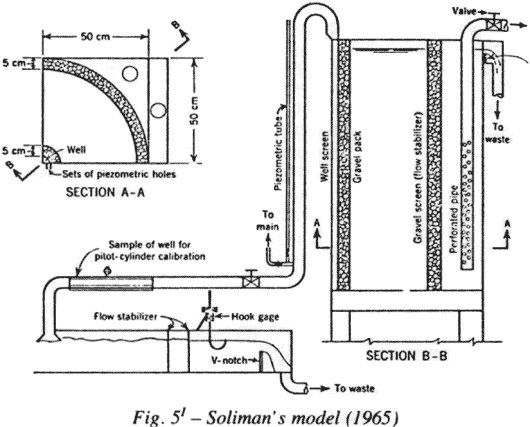 50 cm
B
5 cm
50 cm
5 cm
Well
B
Sets of piezometric holes
SECTION A-A
Sample of well for
pitot-cylinder calibration
Flow stabilizer
Hook gage
V-notch
To waste
To
main
Piezometric tube
Well screen
Gravel pack
Gravel screen (flow stabilizer)
Perforated pipe
Valve
To
waste
A
A
SECTION B-B
Fig. 5I – Soliman's model (1965)